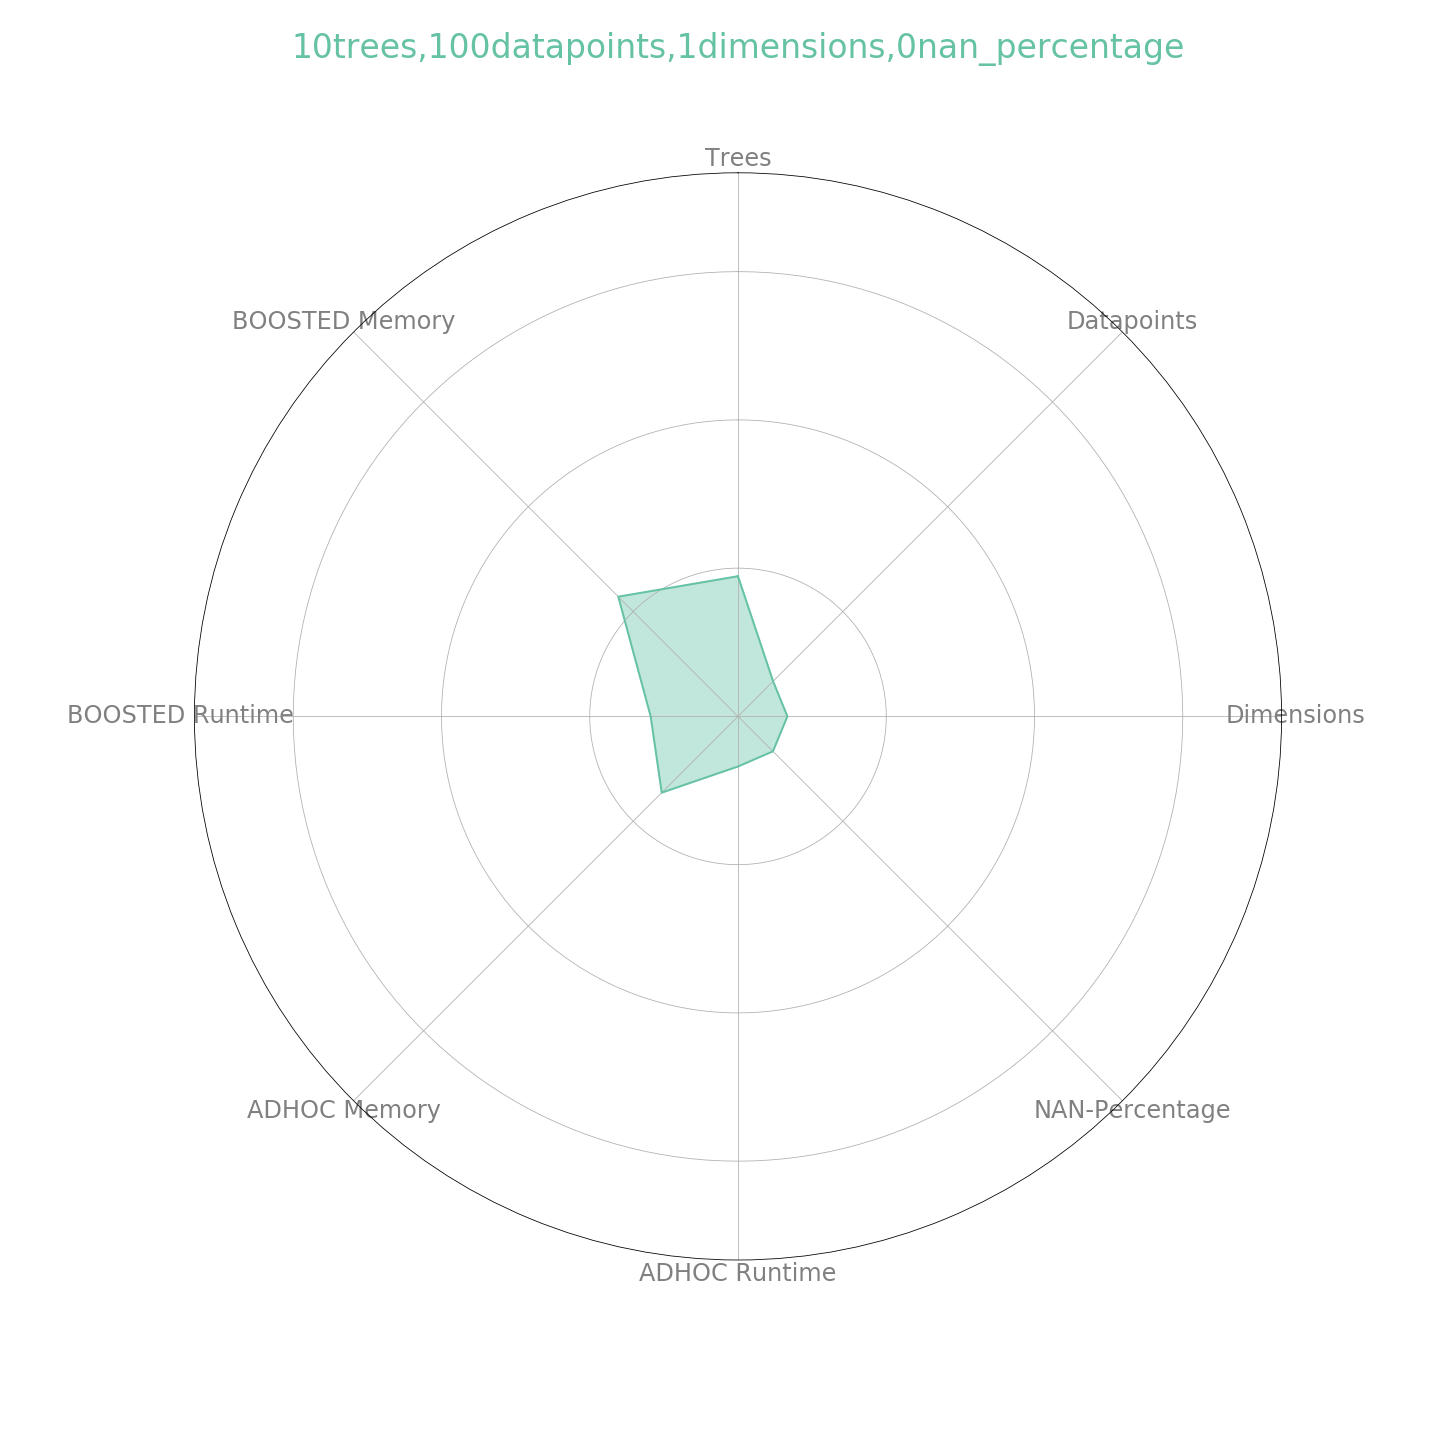 10trees,100datapoints,1dimensions,0nan_percentage
Trees
BOOSTED Memory
Datapoints
BOOSTED Runtime
Dimensions
ADHOC Memory
NAN-Percentage
ADHOC Runtime